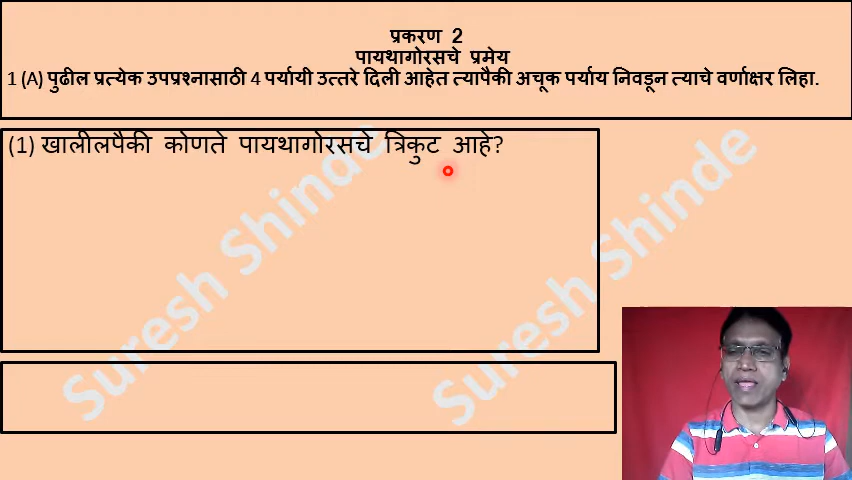 प्रकरण 2
पायथागोरसचे प्रमेय
1 (A) पुढील प्रत्येक उपप्रश्नासाठी 4 पर्यायी उत्तरे दिली आहेत त्यापैकी अचूक पर्याय निवडून त्याचे वर्णाक्षर लिहा.
(1) खालीलपैकी कोणते पायथागोरसचे त्रिकुट आहे?
Suresh Shinde
Suresh Shinde